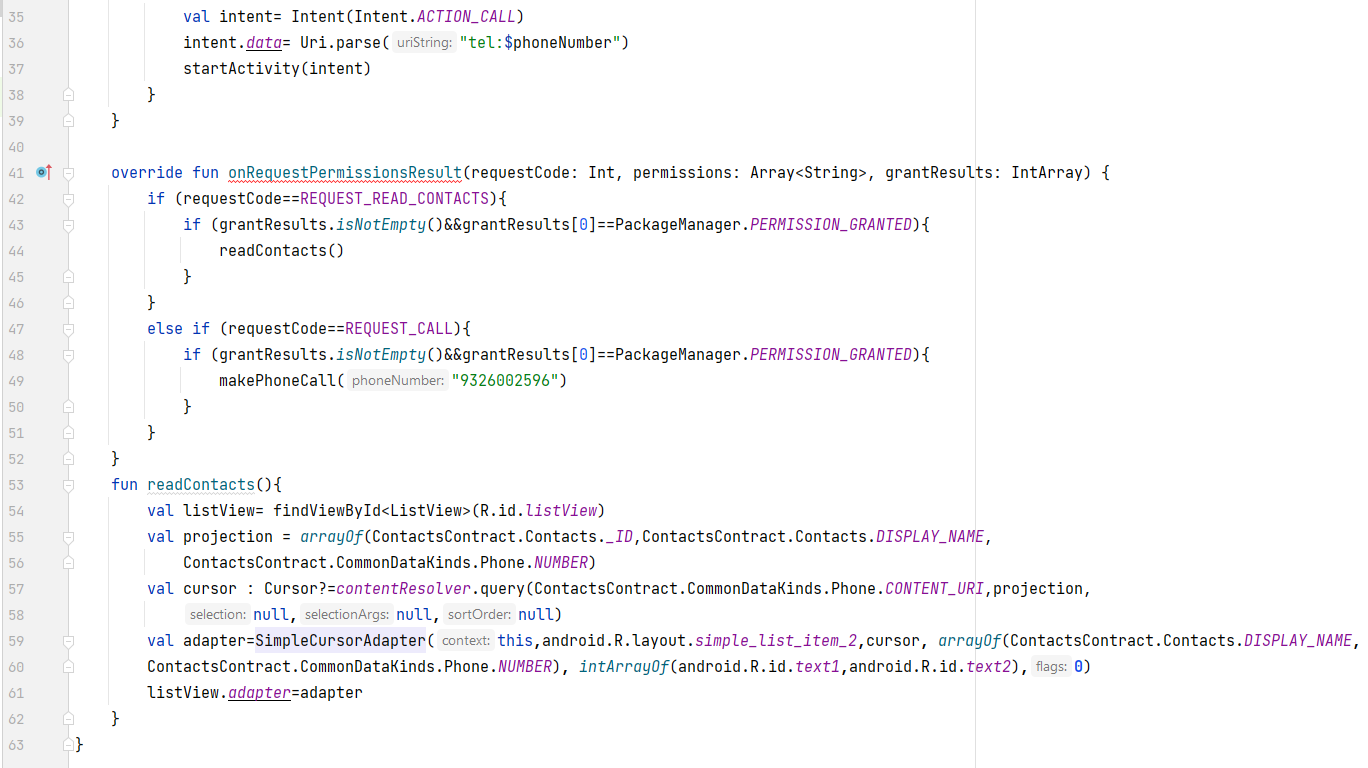 35 val intent= Intent(Intent.ACTION_CALL)
36 intent.data= Uri.parse( uriString: "tel:$phoneNumber")
37 startActivity(intent)
38 }
39 }
40
41 override fun onRequestPermissionsResult(requestCode: Int, permissions: Array<String>, grantResults: IntArray) {
42 if (requestCode==REQUEST_READ_CONTACTS){
43 if (grantResults.isNotEmpty()&&grantResults[0]==PackageManager.PERMISSION_GRANTED){
44 readContacts()
45 }
46 }
47 else if (requestCode==REQUEST_CALL){
48 if (grantResults.isNotEmpty()&&grantResults[0]==PackageManager.PERMISSION_GRANTED){
49 makePhoneCall( phoneNumber: "9326002596")
50 }
51 }
52 }
53 fun readContacts(){
54 val listView= findViewById<ListView>(R.id.listView)
55 val projection = arrayOf(ContactsContract.Contacts._ID,ContactsContract.Contacts.DISPLAY_NAME,
56 ContactsContract.CommonDataKinds.Phone.NUMBER)
57 val cursor : Cursor?=contentResolver.query(ContactsContract.CommonDataKinds.Phone.CONTENT_URI,projection,
58 selection: null, selectionArgs: null, sortOrder: null)
59 val adapter=SimpleCursorAdapter( context: this,android.R.layout.simple_list_item_2,cursor, arrayOf(ContactsContract.Contacts.DISPLAY_NAME,
60 ContactsContract.CommonDataKinds.Phone.NUMBER), intArrayOf(android.R.id.text1,android.R.id.text2), flags: 0)
61 listView.adapter=adapter
62 }
63 }